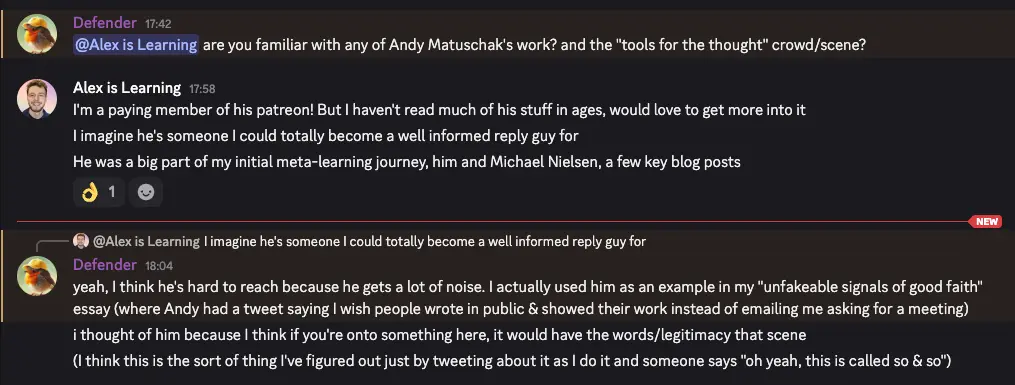 Defender 17:42
@Alex is Learning are you familiar with any of Andy Matuschak's work? and the "tools for the thought" crowd/scene?
Alex is Learning 17:58
I'm a paying member of his patreon! But I haven't read much of his stuff in ages, would love to get more into it
I imagine he's someone I could totally become a well informed reply guy for
He was a big part of my initial meta-learning journey, him and Michael Nielsen, a few key blog posts
1
NEW
@Alex is Learning I imagine he's someone I could totally become a well informed reply guy for
Defender 18:04
yeah, I think he's hard to reach because he gets a lot of noise. I actually used him as an example in my "unfakeable signals of good faith"
essay (where Andy had a tweet saying I wish people wrote in public & showed their work instead of emailing me asking for a meeting)
i thought of him because I think if you're onto something here, it would have the words/legitimacy that scene
(I think this is the sort of thing I've figured out just by tweeting about it as I do it and someone says "oh yeah, this is called so & so")